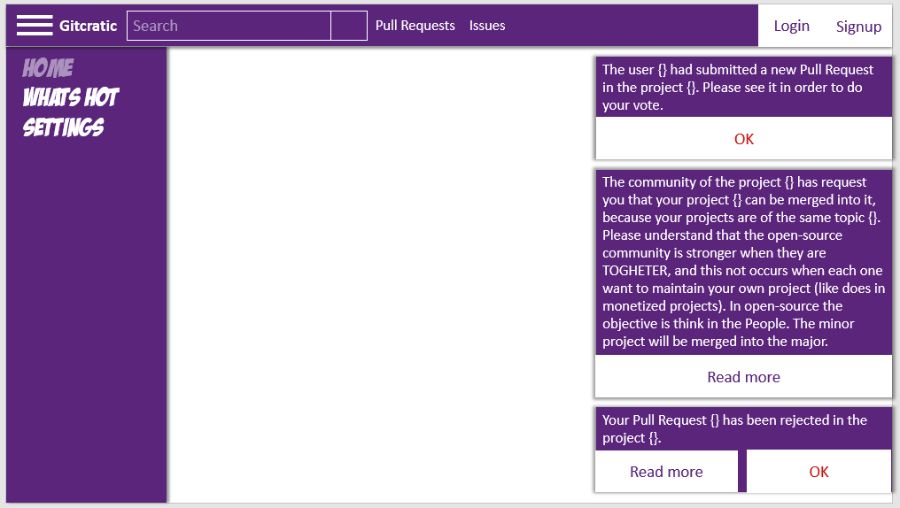 Gitcratic Search Pull Requests Issues Login Signup
HOME
WHATS HOT
SETTINGS
The user {} had submitted a new Pull Request
in the project {}. Please see it in order to do
your vote.
OK
The community of the project {} has request
you that your project {} can be merged into it,
because your projects are of the same topic {}.
Please understand that the open-source
community is stronger when they are
TOGHETER, and this not occurs when each one
want to maintain your own project (like does in
monetized projects). In open-source the
objective is think in the People. The minor
project will be merged into the major.
Read more
Your Pull Request {} has been rejected in the
project {}.
Read more OK